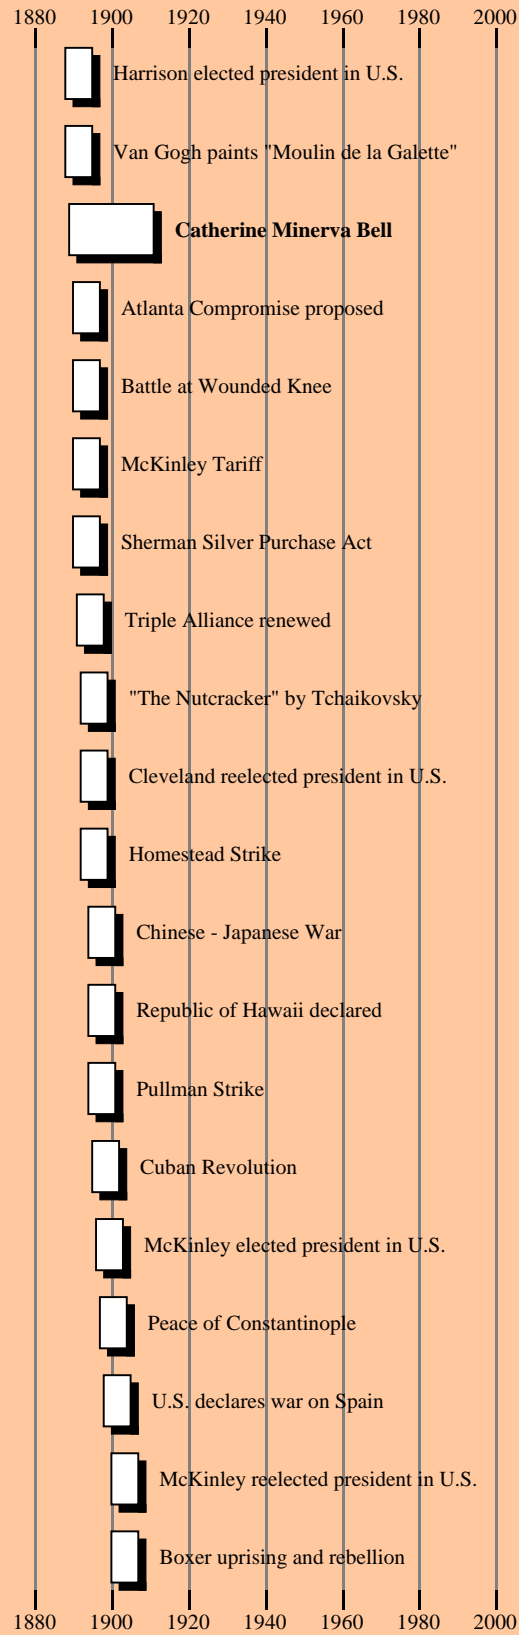 1880 1900 1920 1940 1960 1980 2000
Harrison elected president in U.S.
Van Gogh paints "Moulin de la Galette"
Catherine Minerva Bell
Atlanta Compromise proposed
Battle at Wounded Knee
McKinley Tariff
Sherman Silver Purchase Act
Triple Alliance renewed
"The Nutcracker" by Tchaikovsky
Cleveland reelected president in U.S.
Homestead Strike
Chinese - Japanese War
Republic of Hawaii declared
Pullman Strike
Cuban Revolution
McKinley elected president in U.S.
Peace of Constantinople
U.S. declares war on Spain
McKinley reelected president in U.S.
Boxer uprising and rebellion
1880 1900 1920 1940 1960 1980 2000